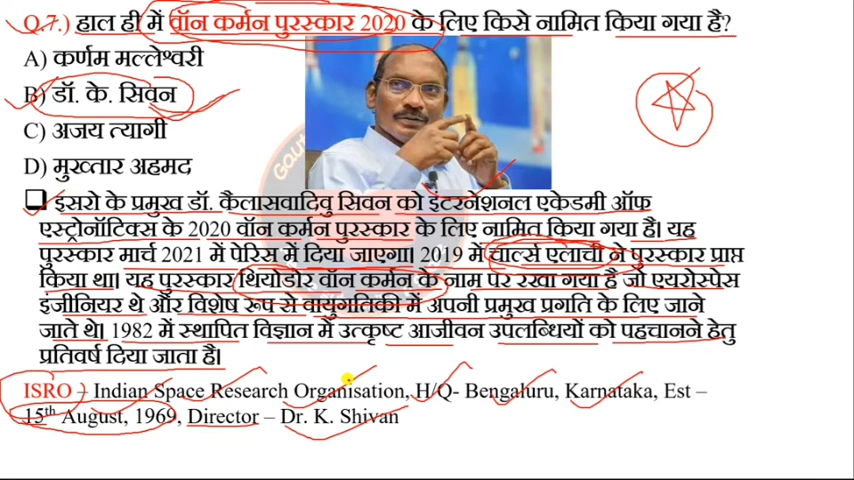 Q.7.) हाल ही में वॉन कर्मन पुरस्कार 2020 के लिए किसे नामित किया गया है?
A) कर्णम मल्लेश्वरी
B) डॉ. के. सिवन
C) अजय त्यागी
D) मुख्तार अहमद
इसरो के प्रमुख डॉ. कैलासवादिवु सिवन को इंटरनेशनल एकेडमी ऑफ
एस्ट्रोनॉटिक्स के 2020 वॉन कर्मन पुरस्कार के लिए नामित किया गया है। यह
पुरस्कार मार्च 2021 में पेरिस में दिया जाएगा। 2019 में चार्ल्स एलाची ने पुरस्कार प्राप्त
किया था। यह पुरस्कार थियोडोर वॉन कर्मन के नाम पर रखा गया है जो एयरोस्पेस
इंजीनियर थे और विशेष रूप से वायुगतिकी में अपनी प्रमुख प्रगति के लिए जाने
जाते थे। 1982 में स्थापित विज्ञान में उत्कृष्ट आजीवन उपलब्धियों को पहचानने हेतु
प्रतिवर्ष दिया जाता है।
ISRO – Indian Space Research Organisation, H/Q- Bengaluru, Karnataka, Est –
15th August, 1969, Director – Dr. K. Shivan